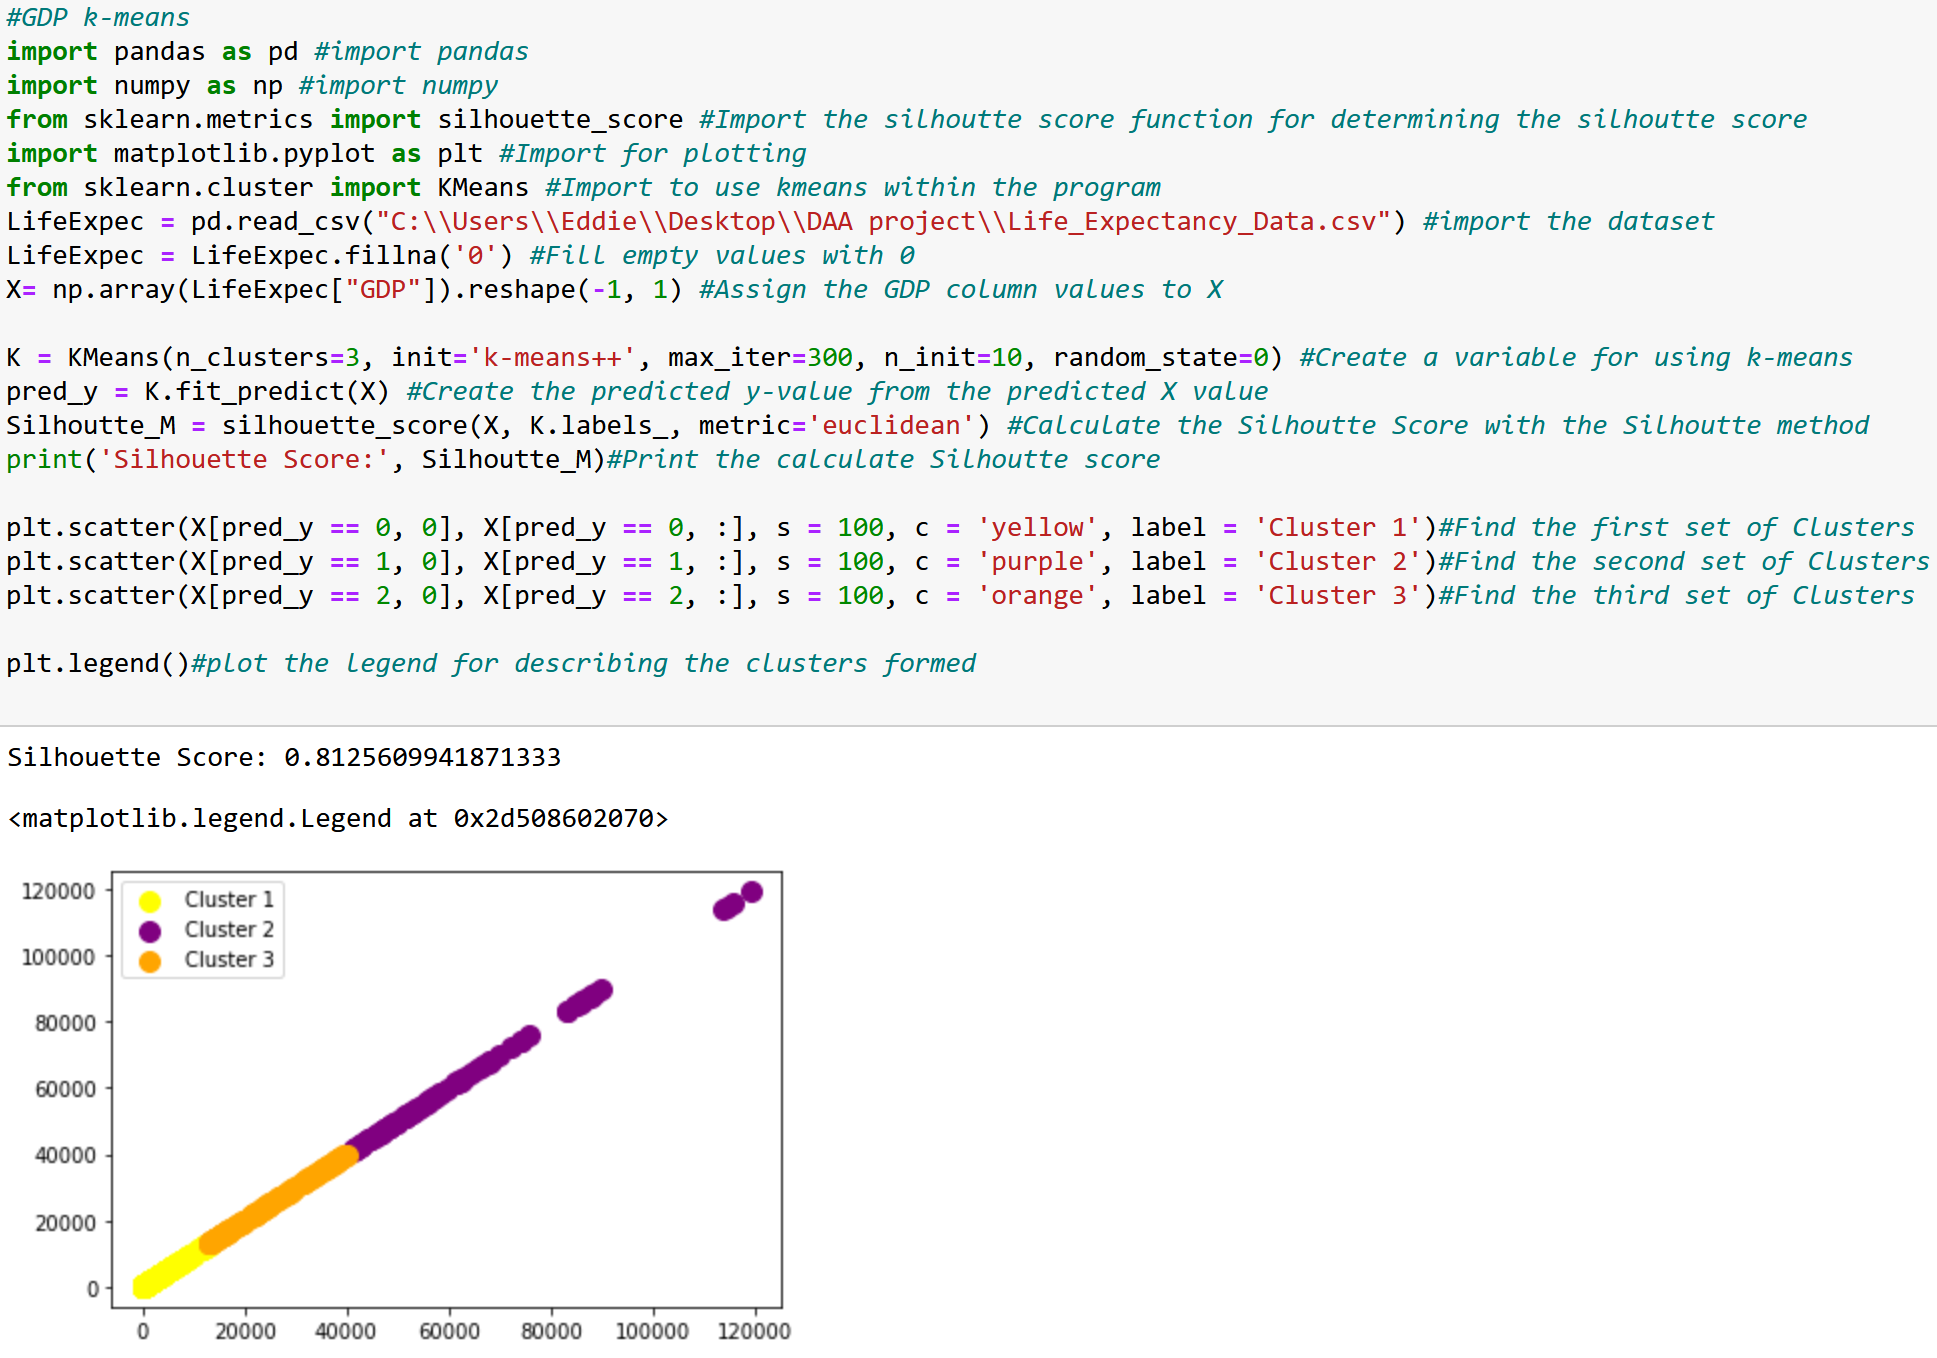 #GDP k-means
import pandas as pd #import pandas
import numpy as np #import numpy
from sklearn.metrics import silhouette_score #Import the silhoutte score function for determining the silhoutte score
import matplotlib.pyplot as plt #Import for plotting
from sklearn.cluster import KMeans #Import to use kmeans within the program
LifeExpec = pd.read_csv("C:\\Users\\Eddie\\Desktop\\DAA project\\Life_Expectancy_Data.csv") #import the dataset
LifeExpec = LifeExpec.fillna('0') #Fill empty values with 0
X= np.array(LifeExpec["GDP"]).reshape(-1, 1) #Assign the GDP column values to X
K = KMeans(n_clusters=3, init='k-means++', max_iter=300, n_init=10, random_state=0) #Create a variable for using k-means
pred_y = K.fit_predict(X) #Create the predicted y-value from the predicted X value
Silhoutte_M = silhouette_score(X, K.labels_, metric='euclidean') #Calculate the Silhoutte Score with the Silhoutte method
print('Silhouette Score:', Silhoutte_M)#Print the calculate Silhoutte score
plt.scatter(X[pred_y == 0, 0], X[pred_y == 0, :], s = 100, c = 'yellow', label = 'Cluster 1')#Find the first set of Clusters
plt.scatter(X[pred_y == 1, 0], X[pred_y == 1, :], s = 100, c = 'purple', label = 'Cluster 2')#Find the second set of Clusters
plt.scatter(X[pred_y == 2, 0], X[pred_y == 2, :], s = 100, c = 'orange', label = 'Cluster 3')#Find the third set of Clusters
plt.legend()#plot the legend for describing the clusters formed
Silhouette Score: 0.8125609941871333
<matplotlib.legend.Legend at 0x2d508602070>
Cluster 1
Cluster 2
Cluster 3
120000
100000
80000
60000
40000
20000
0
0 20000 40000 60000 80000 100000 120000